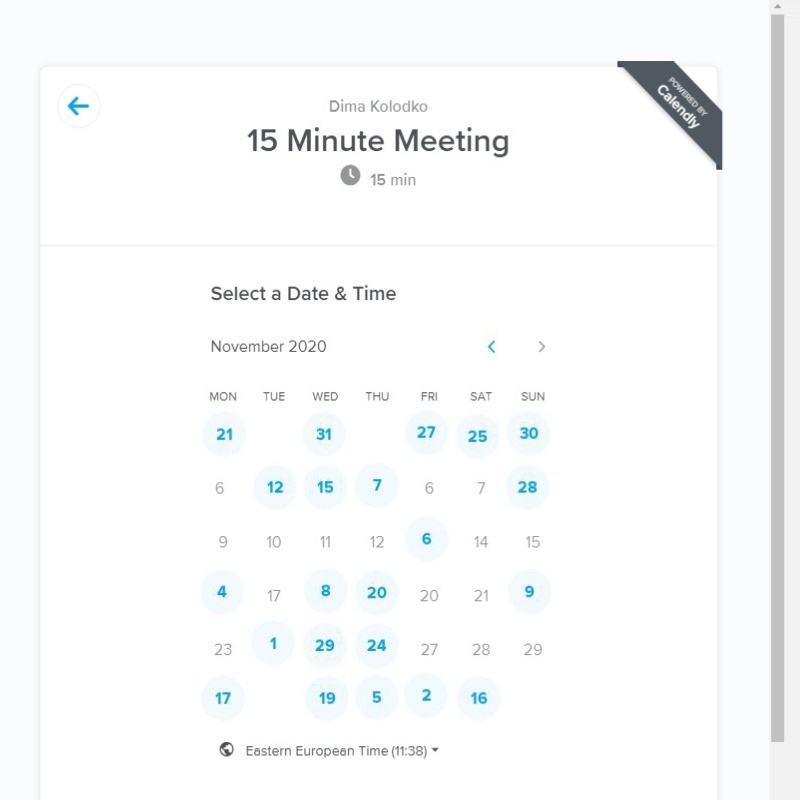 POWERED BY
Calendly
Dima Kolodko
15 Minute Meeting
15 min
Select a Date & Time
November 2020
MON TUE WED THU FRI SAT SUN
21 31 27 25 30
6 12 15 7 6 7 28
9 10 11 12 6 14 15
4 17 8 20 20 21 9
23 1 29 24 27 28 29
17 19 5 2 16
Eastern European Time (11:38)